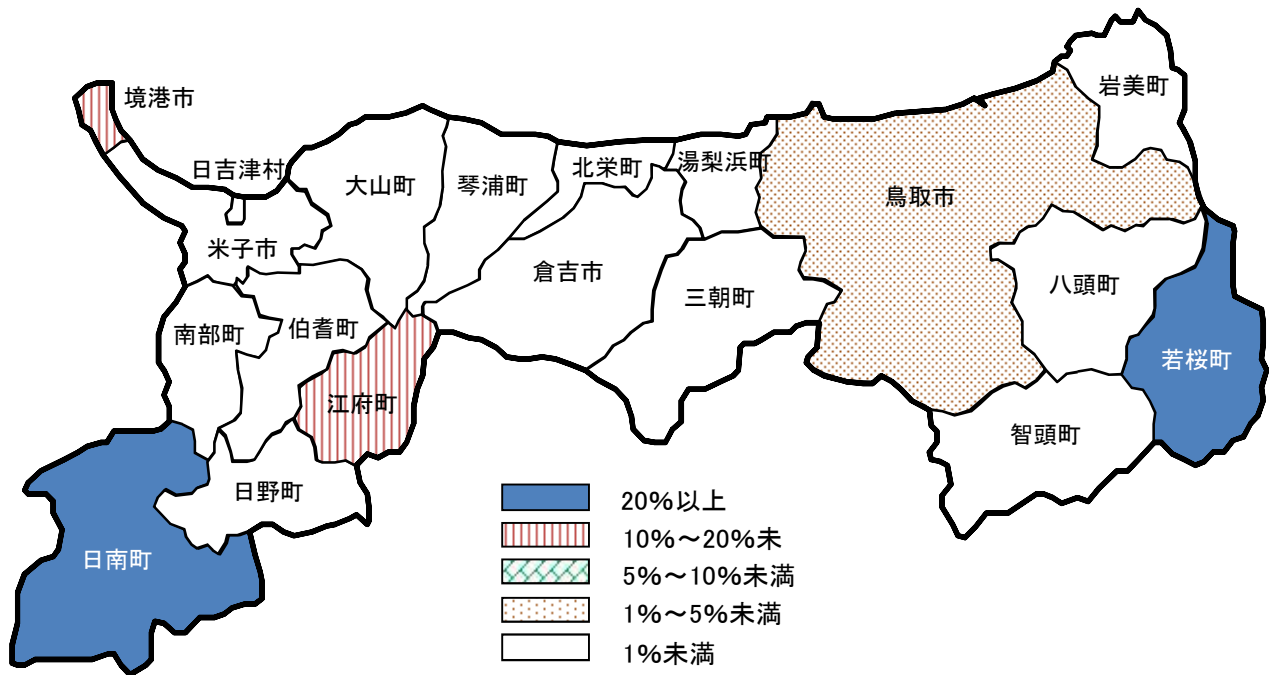 境港市
岩美町
日吉津村
大山町
琴浦町
北栄町
湯梨浜町
鳥取市
米子市
倉吉市
三朝町
八頭町
南部町
伯耆町
若桜町
江府町
智頭町
日野町
日南町
20%以上
10%～20%未
5%～10%未満
1%～5%未満
1%未満